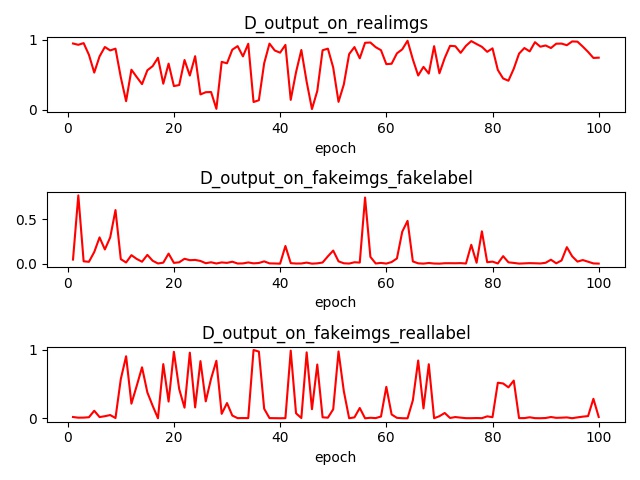 D_output_on_realimgs
1
0
0 20 40 60 80 100
epoch
D_output_on_fakeimgs_fakelabel
0.5
0.0
0 20 40 60 80 100
epoch
D_output_on_fakeimgs_reallabel
1
0
0 20 40 60 80 100
epoch